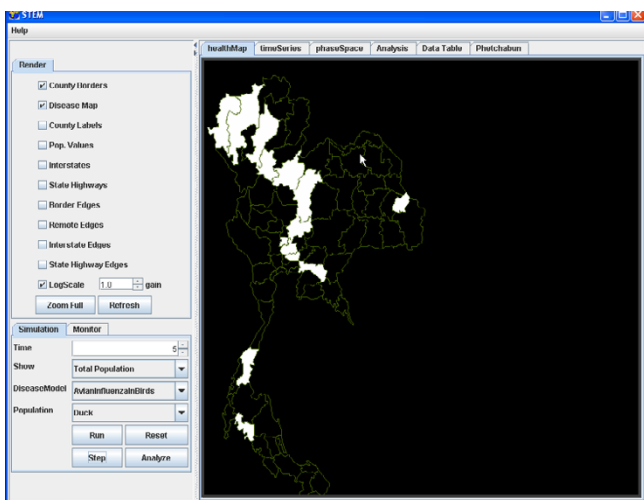 STEM
Help
healthMap timeSeries phaseSpace Analysis Data Table Phetchabun
Render
County Borders
Disease Map
County Labels
Pop. Values
Interstates
State Highways
Border Edges
Remote Edges
Interstate Edges
State Highway Edges
LogScale 1.0 gain
Zoom Full Refresh
Simulation Monitor
Time 5
Show Total Population
DiseaseModel AvianInfluenzaInBirds
Population Duck
Run Reset
Step Analyze